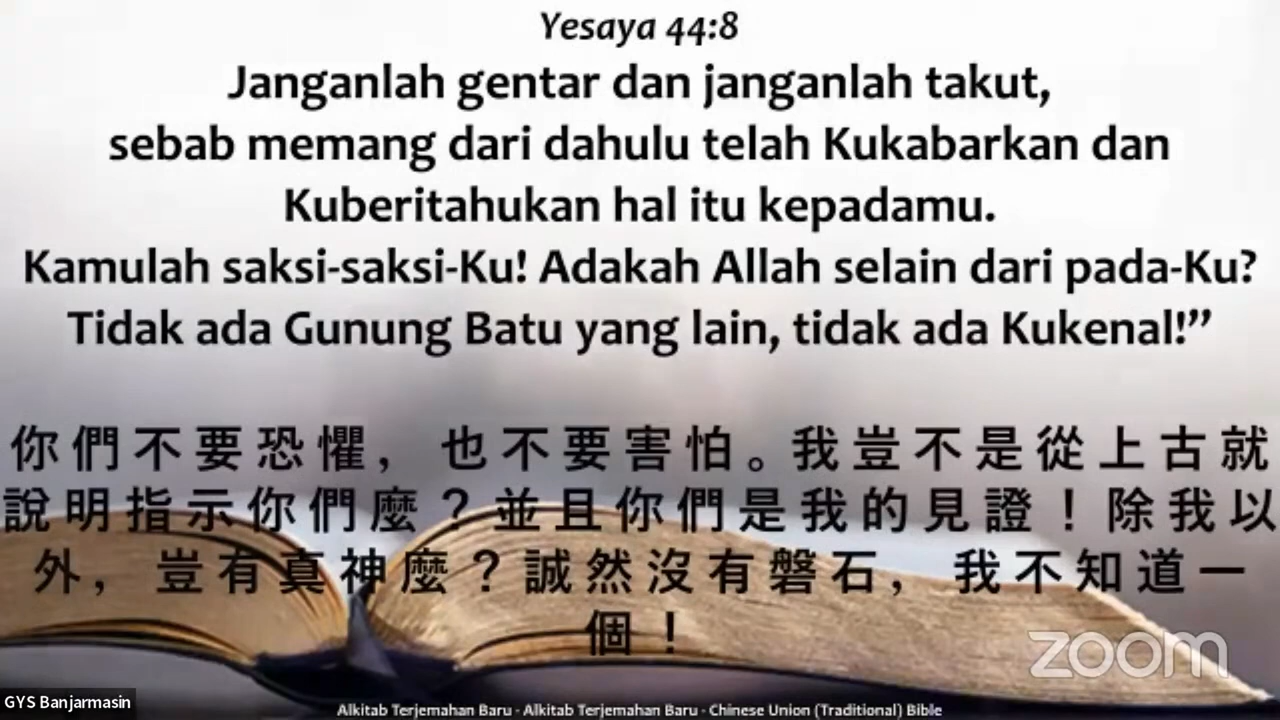 Yesaya 44:8
Janganlah gentar dan janganlah takut,
sebab memang dari dahulu telah Kukabarkan dan
Kuberitahukan hal itu kepadamu.
Kamulah saksi-saksi-Ku! Adakah Allah selain dari pada-Ku?
Tidak ada Gunung Batu yang lain, tidak ada Kukenal!”
你們不要恐懼，也不要害怕。我豈不是從上古就
說明指示你們麼？並且你們是我的見證！除我以
外，豈有真神麼？誠然沒有磐石，我不知道一
個！
zoom
GYS Banjarmasin
Alkitab Terjemahan Baru - Alkitab Terjemahan Baru - Chinese Union (Traditional) Bible